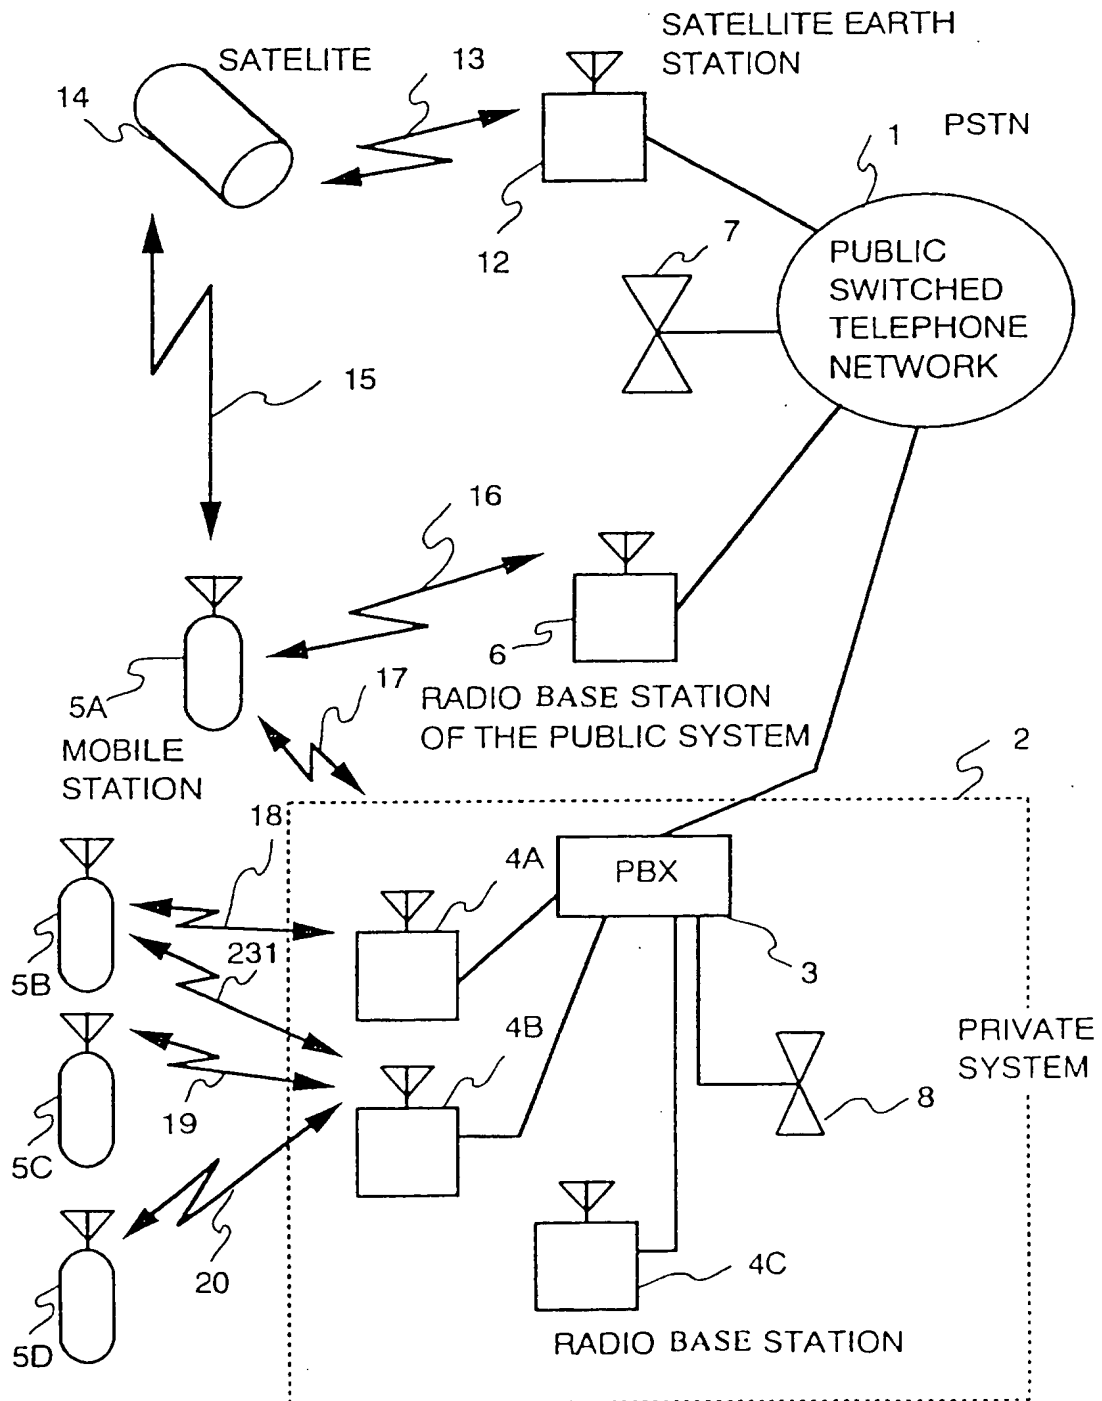 SATELLITE EARTH
STATION
SATELITE
13
14
1
PSTN
12
7
PUBLIC
SWITCHED
TELEPHONE
NETWORK
15
16
6
17
5A
RADIO BASE STATION
OF THE PUBLIC SYSTEM
MOBILE
STATION
2
18
4A
PBX
231
5B
3
4B
PRIVATE
SYSTEM
19
8
5C
20
4C
RADIO BASE STATION
5D